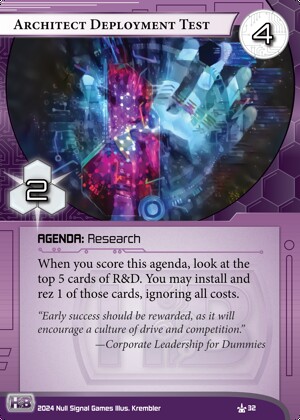 Architect Deployment Test
4
2
AGENDA: Research
When you score this agenda, look at the
top 5 cards of R&D. You may install and
rez 1 of those cards, ignoring all costs.
“Early success should be rewarded, as it will
encourage a culture of drive and competition.”
—Corporate Leadership for Dummies
HB
2024 Null Signal Games Illus. Krembler
32